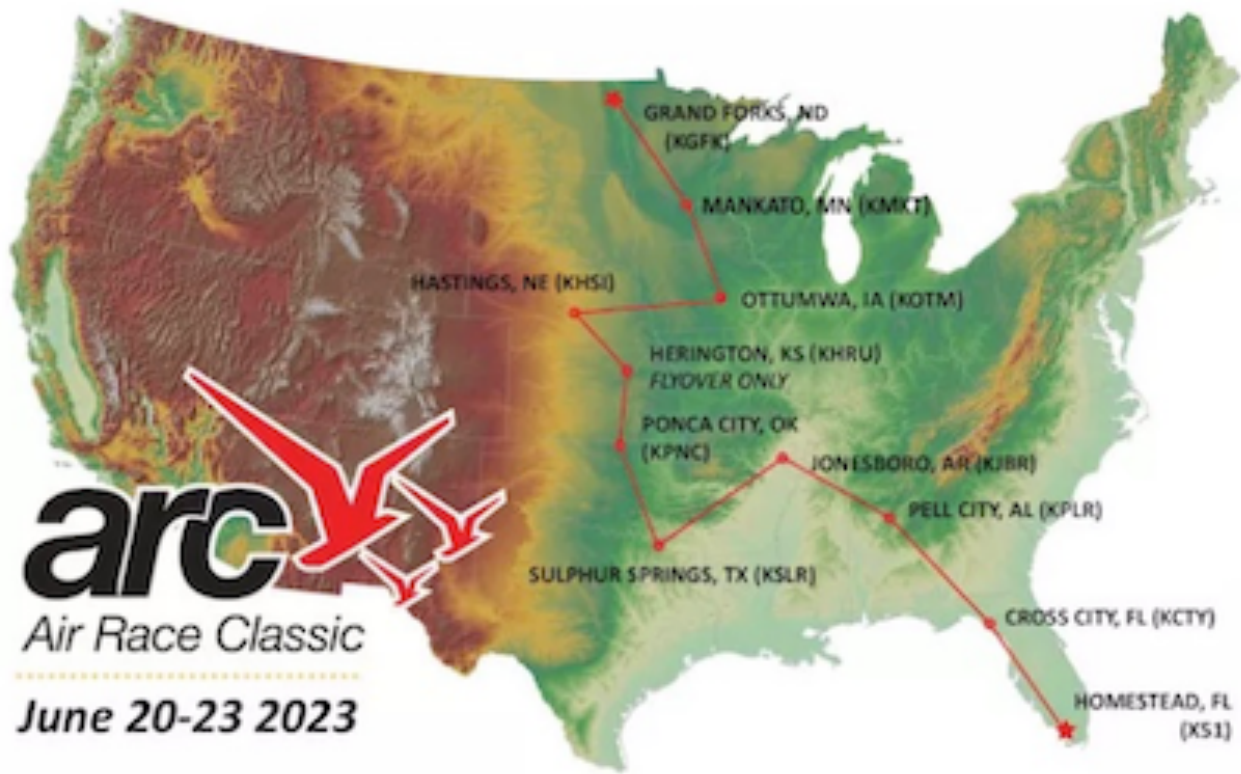 GRAND FORKS, ND
(KGFK)
MANKATO, MN (KMKT)
HASTINGS, NE (KHSI)
OTTUMWA, IA (KOTM)
HERINGTON, KS (KHRU)
FLYOVER ONLY
PONCA CITY, OK
(KPNC)
JONESBORO, AR (KJBR)
PELL CITY, AL (KPLR)
SULPHUR SPRINGS, TX (KSLR)
CROSS CITY, FL (KCTY)
HOMESTEAD, FL
(X51)
arc
Air Race Classic
June 20-23 2023